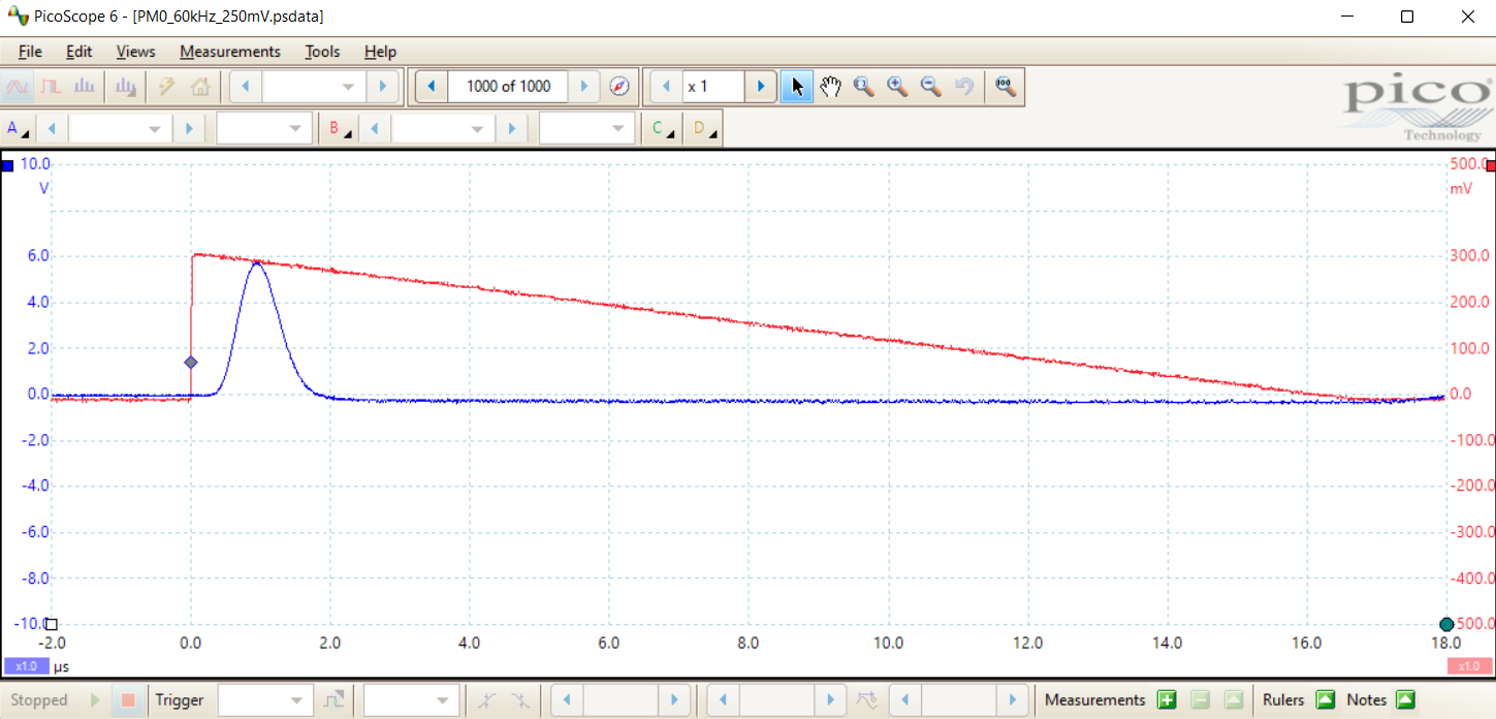 PicoScope 6 - [PM0_60kHz_250mV.psdata]
File Edit Views Measurements Tools Help
1000 of 1000 x 1
pico
Technology
A B C D
10.0 500.0
V mV
6.0 300.0
4.0 200.0
2.0 100.0
0.0 0.0
-2.0 -100.0
-4.0 -200.0
-6.0 -300.0
-8.0 -400.0
-10.0 500.0
-2.0 0.0 2.0 4.0 6.0 8.0 10.0 12.0 14.0 16.0 18.0
x1.0 µs x1.0
Stopped Trigger Measurements Rulers Notes